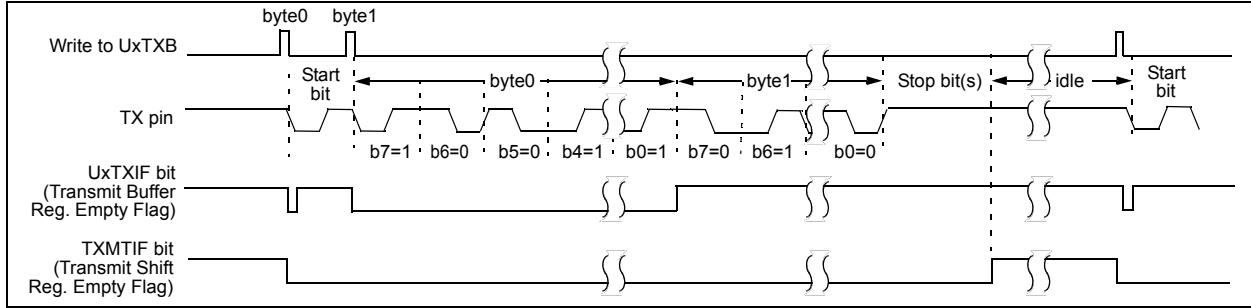 byte0 byte1
Write to UxTXB
Start bit
byte0
byte1
Stop bit(s)
idle
Start bit
TX pin
b7=1 b6=0 b5=0 b4=1 b0=1 b7=0 b6=1 b0=0
UxTXIF bit
(Transmit Buffer
Reg. Empty Flag)
TXMTIF bit
(Transmit Shift
Reg. Empty Flag)